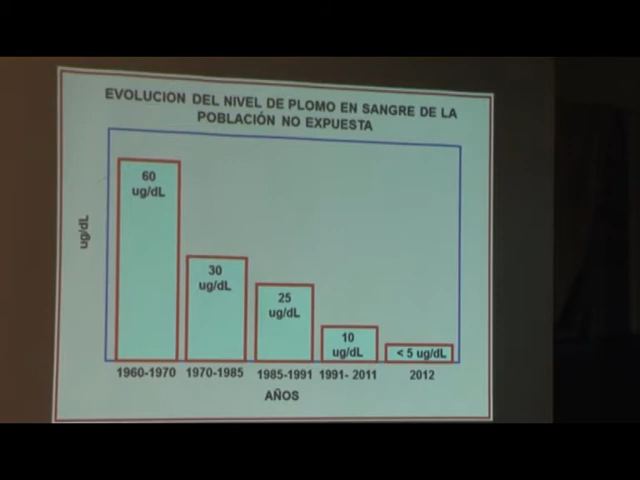 EVOLUCION DEL NIVEL DE PLOMO EN SANGRE DE LA
POBLACIÓN NO EXPUESTA
ug/dL
60
ug/dL
30
ug/dL
25
ug/dL
10
ug/dL
< 5 ug/dL
1960-1970 1970-1985 1985-1991 1991- 2011 2012
AÑOS